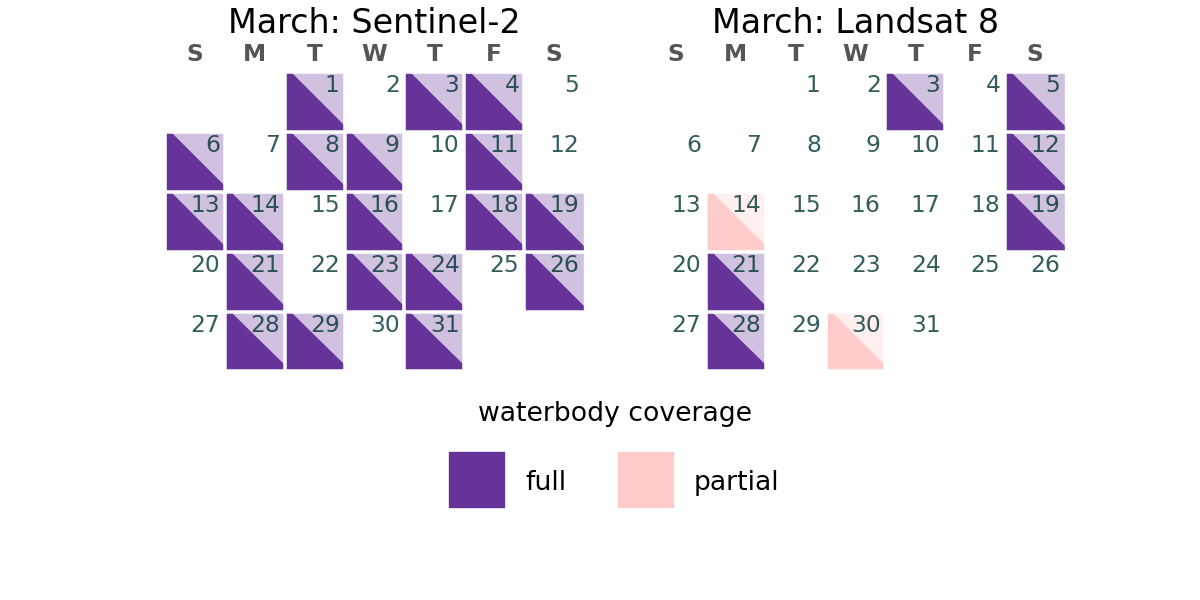 March: Sentinel-2
S M T W T F S
1 2 3 4 5
6 7 8 9 10 11 12
13 14 15 16 17 18 19
20 21 22 23 24 25 26
27 28 29 30 31
March: Landsat 8
S M T W T F S
1 2 3 4 5
6 7 8 9 10 11 12
13 14 15 16 17 18 19
20 21 22 23 24 25 26
27 28 29 30 31
waterbody coverage
full partial